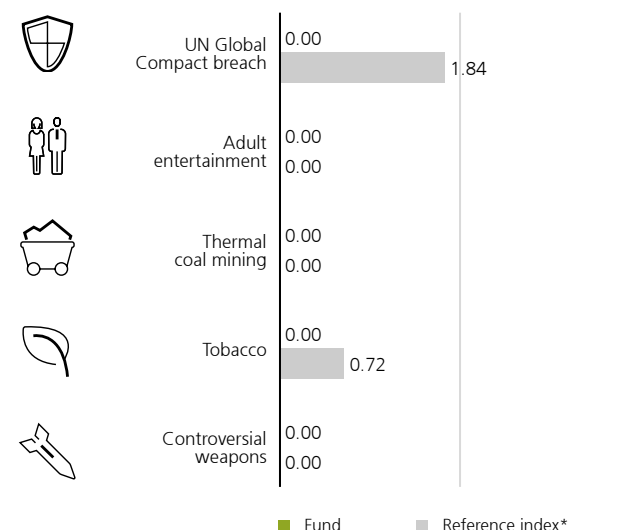 UN Global
Compact breach
0.00
1.84
Adult
entertainment
0.00
0.00
Thermal
coal mining
0.00
0.00
Tobacco
0.00
0.72
Controversial
weapons
0.00
0.00
Fund
Reference index*